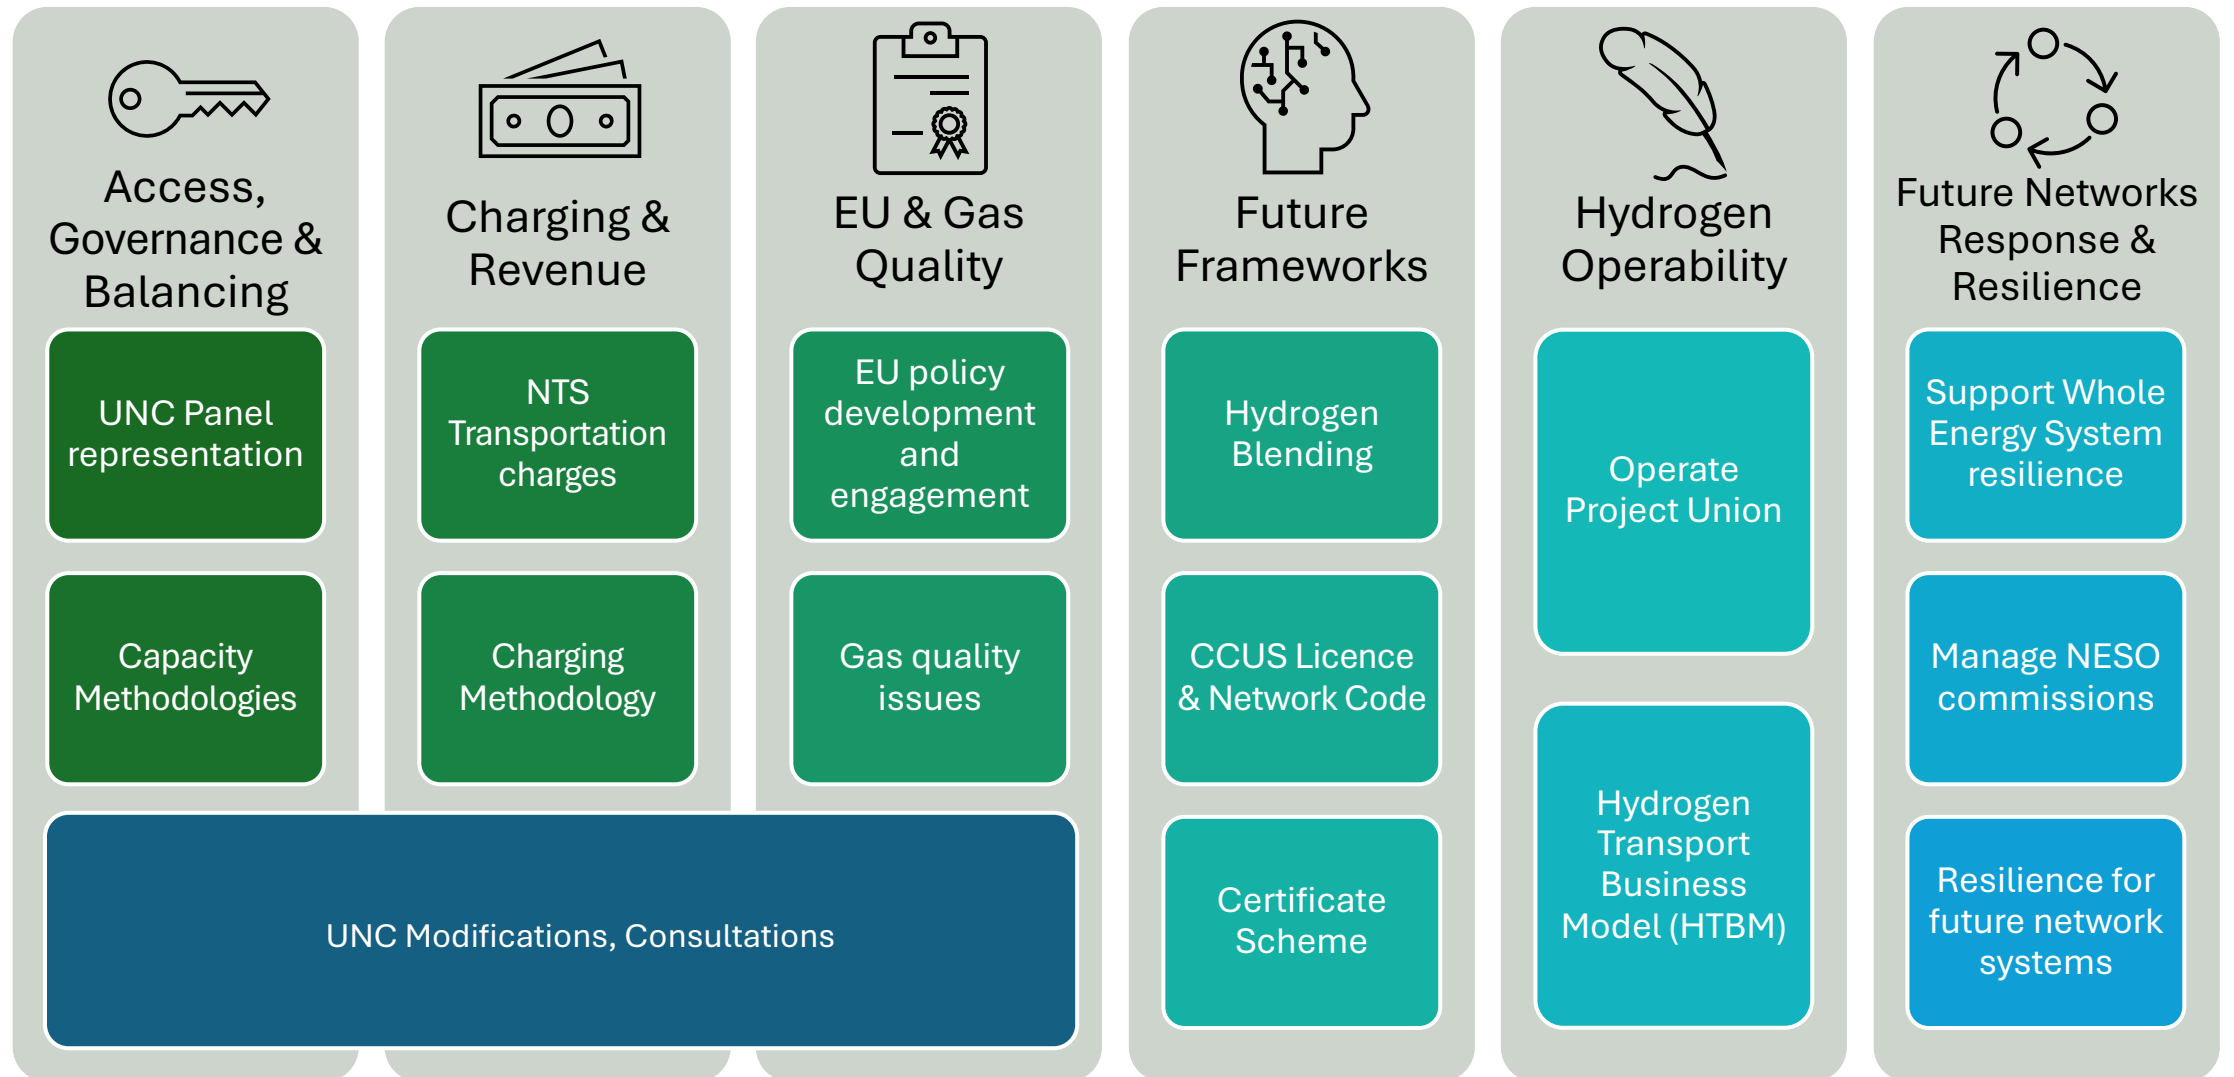 Access,
Governance &
Balancing
UNC Panel
representation
Capacity
Methodologies
Charging &
Revenue
NTS
Transportation
charges
Charging
Methodology
EU & Gas
Quality
EU policy
development
and
engagement
Gas quality
issues
UNC Modifications, Consultations
Future
Frameworks
Hydrogen
Blending
CCUS Licence
& Network Code
Certificate
Scheme
Hydrogen
Operability
Operate
Project Union
Hydrogen
Transport
Business
Model (HTBM)
Future Networks
Response &
Resilience
Support Whole
Energy System
resilience
Manage NESO
commissions
Resilience for
future network
systems